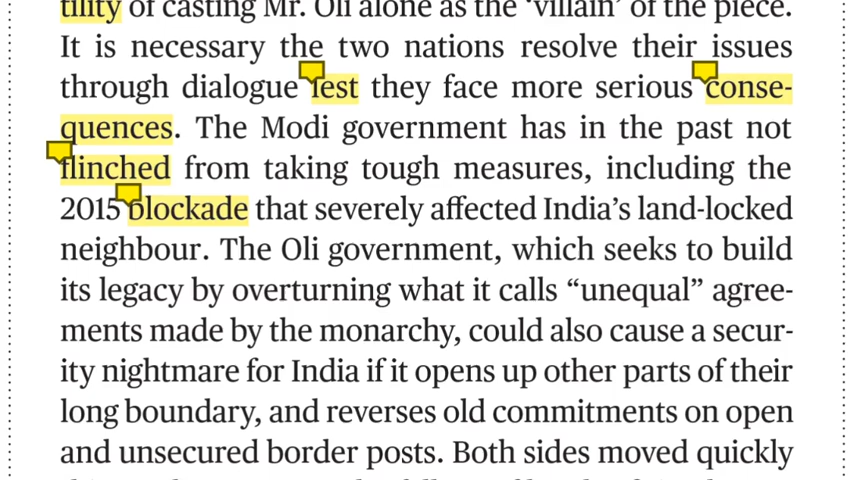 tility of casting Mr. Oli alone as the ‘villain’ of the piece.
It is necessary the two nations resolve their issues
through dialogue lest they face more serious conse-
quences. The Modi government has in the past not
flinched from taking tough measures, including the
2015 blockade that severely affected India’s land-locked
neighbour. The Oli government, which seeks to build
its legacy by overturning what it calls “unequal” agree-
ments made by the monarchy, could also cause a secur-
ity nightmare for India if it opens up other parts of their
long boundary, and reverses old commitments on open
and unsecured border posts. Both sides moved quickly